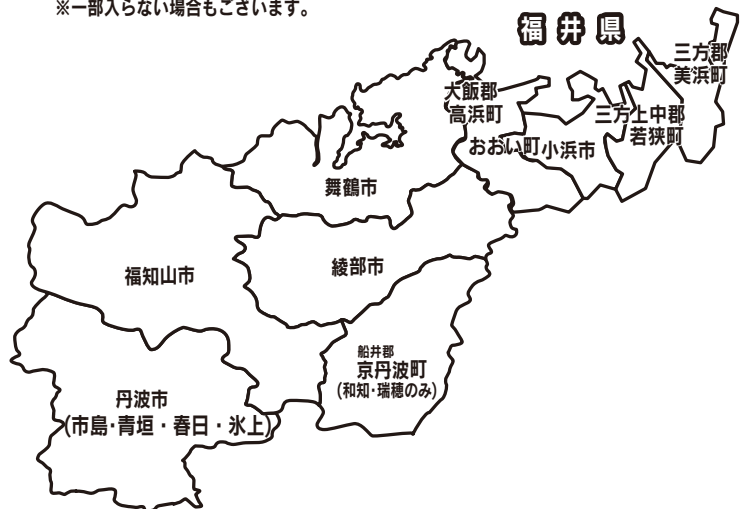 ※一部入らない場合もございます。
福井県
三方郡
美浜町
大飯郡
高浜町
三方上中郡
若狭町
おおい町
小浜市
舞鶴市
福知山市
綾部市
船井郡
京丹波町
(和知・瑞穂のみ)
丹波市
(市島・青垣・春日・氷上)